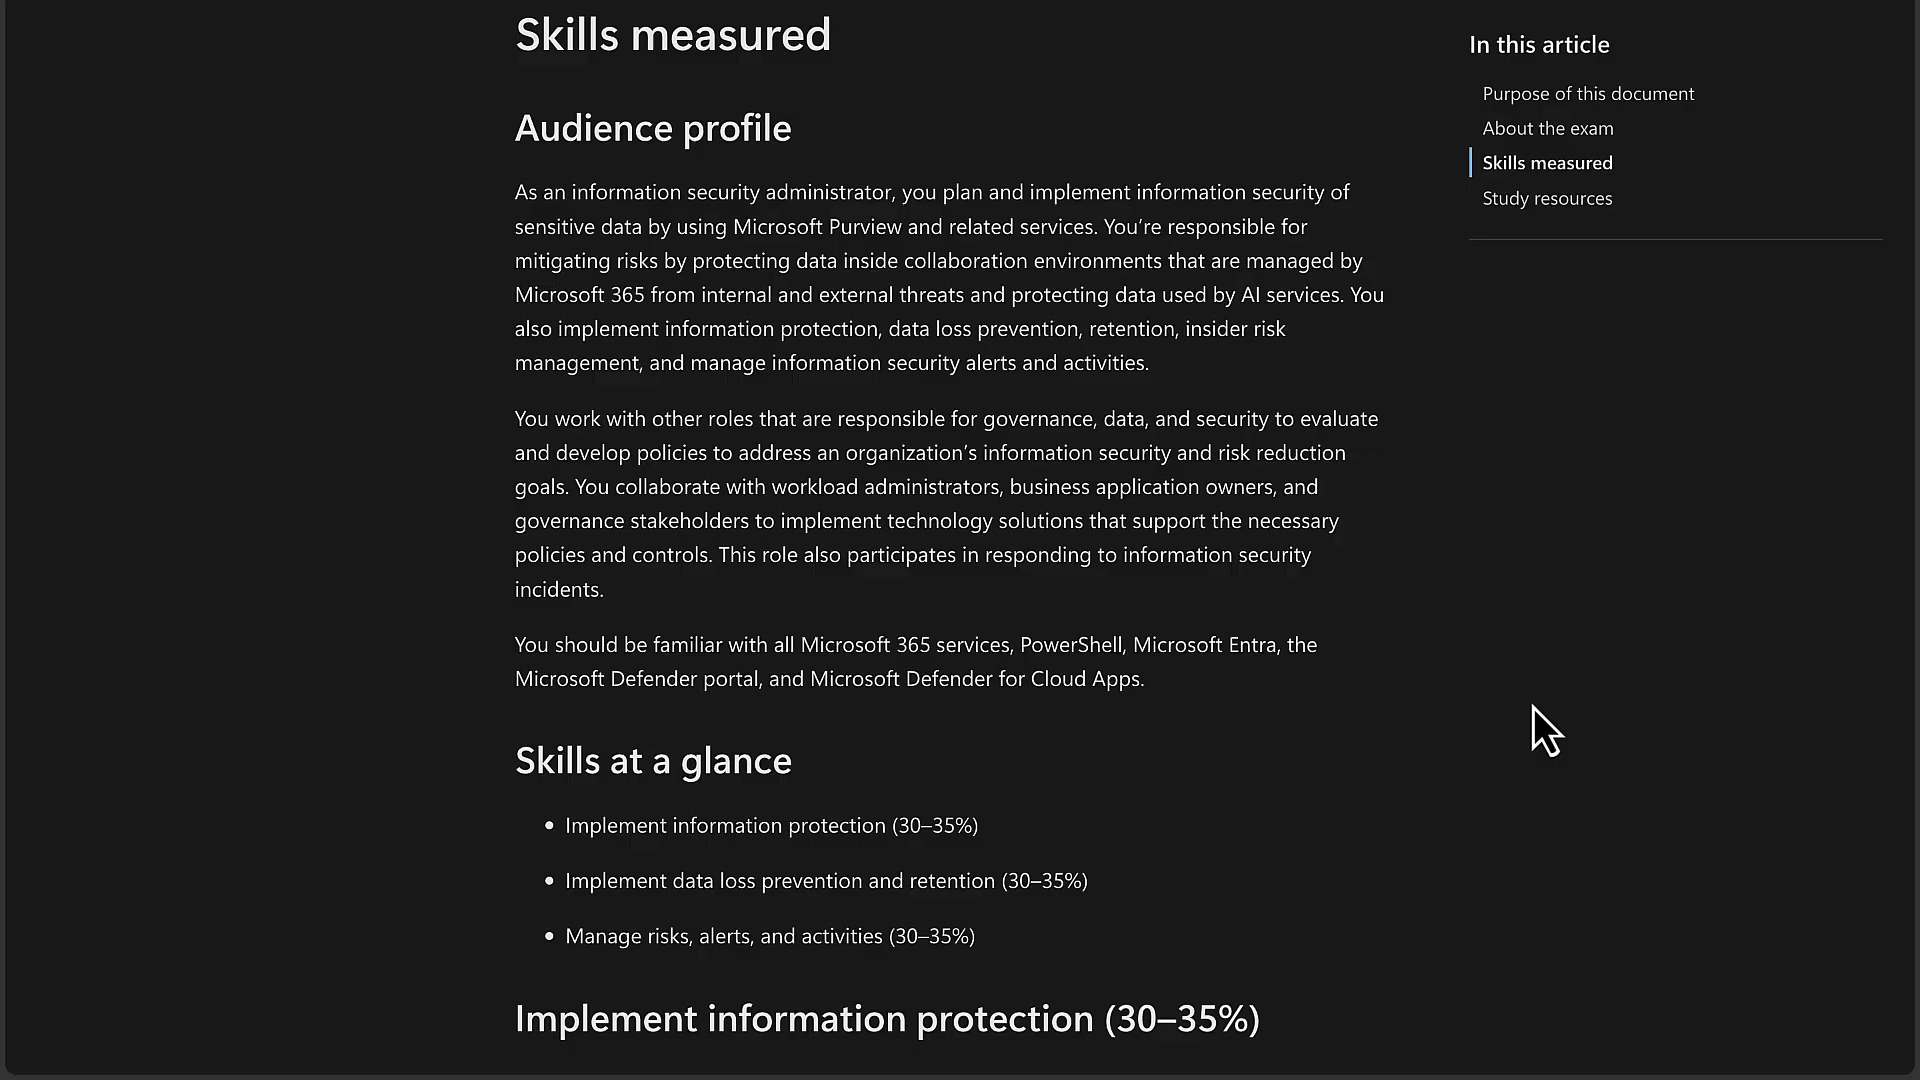 Skills measured
Audience profile
As an information security administrator, you plan and implement information security of
sensitive data by using Microsoft Purview and related services. You’re responsible for
mitigating risks by protecting data inside collaboration environments that are managed by
Microsoft 365 from internal and external threats and protecting data used by AI services. You
also implement information protection, data loss prevention, retention, insider risk
management, and manage information security alerts and activities.
You work with other roles that are responsible for governance, data, and security to evaluate
and develop policies to address an organization’s information security and risk reduction
goals. You collaborate with workload administrators, business application owners, and
governance stakeholders to implement technology solutions that support the necessary
policies and controls. This role also participates in responding to information security
incidents.
You should be familiar with all Microsoft 365 services, PowerShell, Microsoft Entra, the
Microsoft Defender portal, and Microsoft Defender for Cloud Apps.
Skills at a glance
• Implement information protection (30–35%)
• Implement data loss prevention and retention (30–35%)
• Manage risks, alerts, and activities (30–35%)
Implement information protection (30–35%)
In this article
Purpose of this document
About the exam
Skills measured
Study resources